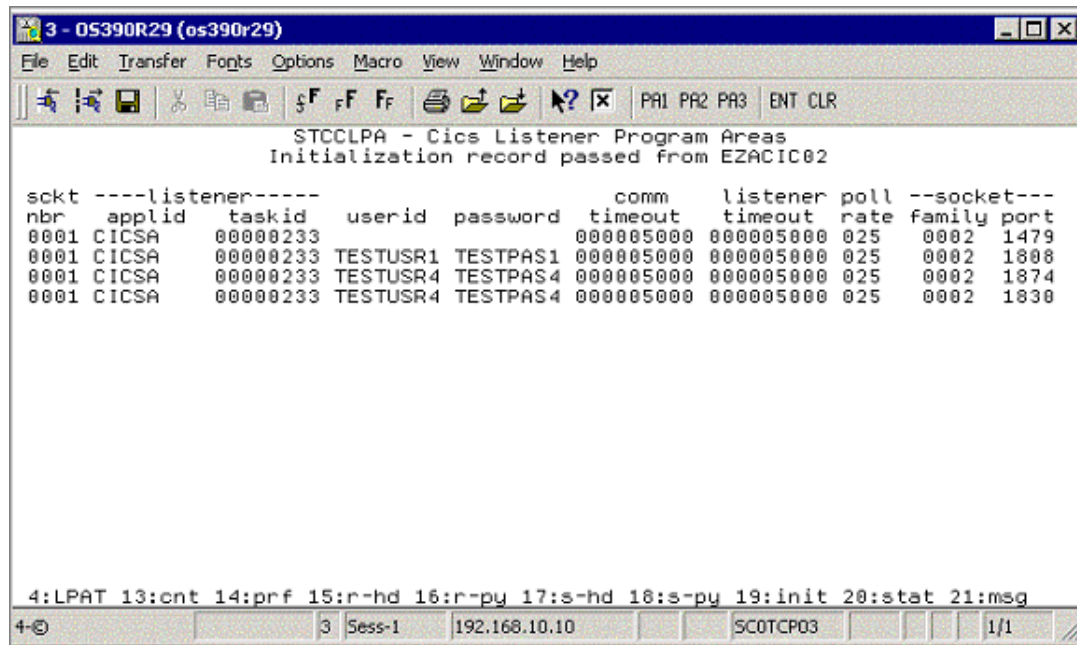 3 - OS390R29 (os390r29)
File Edit Transfer Fonts Options Macro View Window Help
PA1 PA2 PA3 ENT CLR
STCCLPA - Cics Listener Program Areas
Initialization record passed from EZACIC02
sckt ----listener----- comm listener poll --socket---
nbr applid taskid userid password timeout timeout rate family port
0001 CICSA 00000233 000005000 000005000 025 0002 1479
0001 CICSA 00000233 TESTUSR1 TESTPAS1 000005000 000005000 025 0002 1808
0001 CICSA 00000233 TESTUSR4 TESTPAS4 000005000 000005000 025 0002 1874
0001 CICSA 00000233 TESTUSR4 TESTPAS4 000005000 000005000 025 0002 1830
4:LPAT 13:cnt 14:prf 15:r-hd 16:r-py 17:s-hd 18:s-py 19:init 20:stat 21:msg
4-© 3 Sess-1 192.168.10.10 SC0TCP03 1/1